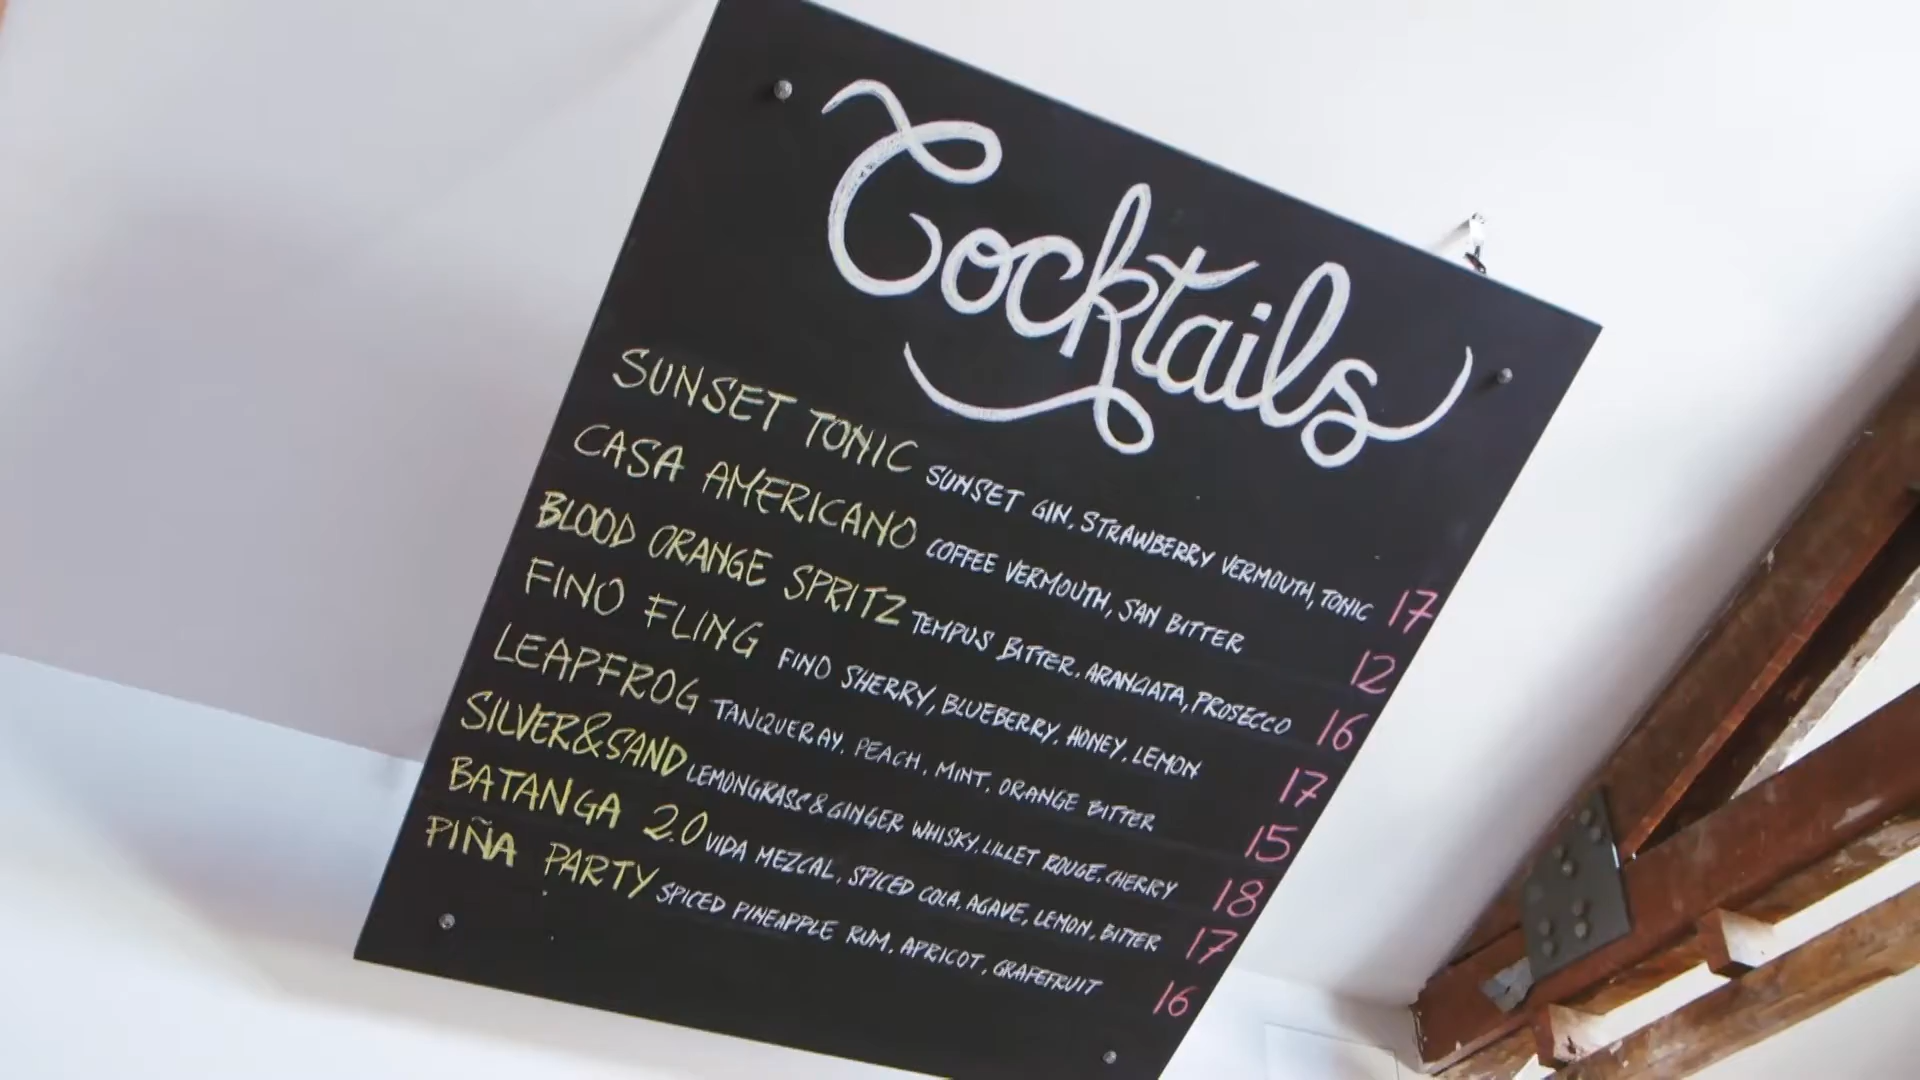 Cocktails
SUNSET TONIC SUNSET GIN, STRAWBERRY VERMOUTH, TONIC 17
CASA AMERICANO COFFEE VERMOUTH, SAN BITTER 12
BLOOD ORANGE SPRITZ TEMPUS BITTER, ARANCIATA, PROSECCO 16
FINO FLING FINO SHERRY, BLUEBERRY, HONEY, LEMON 17
LEAPFROG TANQUERAY, PEACH, MINT, ORANGE BITTER 15
SILVER&SAND LEMONGRASS & GINGER WHISKY, LILLET ROUGE, CHERRY 18
BATANGA 2.0 VIDA MEZCAL, SPICED COLA, AGAVE, LEMON, BITTER 17
PIÑA PARTY SPICED PINEAPPLE RUM, APRICOT, GRAPEFRUIT 16